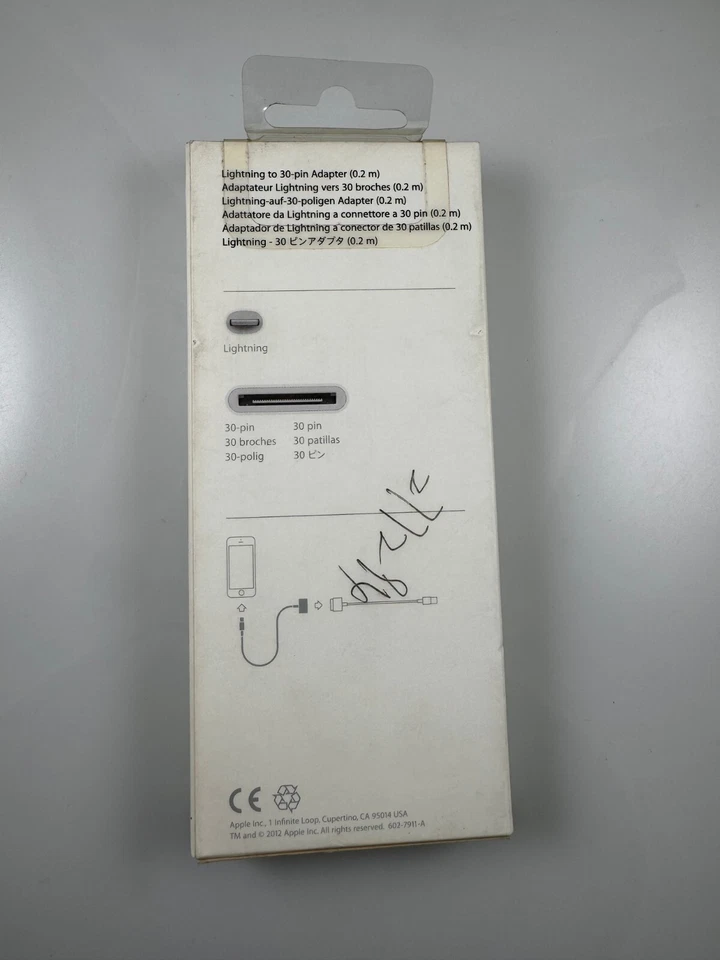 Lightning to 30-pin Adapter (0.2 m)
Adaptateur Lightning vers 30 broches (0.2 m)
Lightning-auf-30-poligen Adapter (0.2 m)
Adattatore da Lightning a connettore a 30 pin (0.2 m)
Adaptador de Lightning a conector de 30 patillas (0.2 m)
Lightning - 30 ピンアダプタ (0.2 m)
Lightning
30-pin 30 pin
30 broches 30 patillas
30-polig 30 ピン
CE
Apple Inc., 1 Infinite Loop, Cupertino, CA 95014 USA
TM and © 2012 Apple Inc. All rights reserved. 602-7911-A